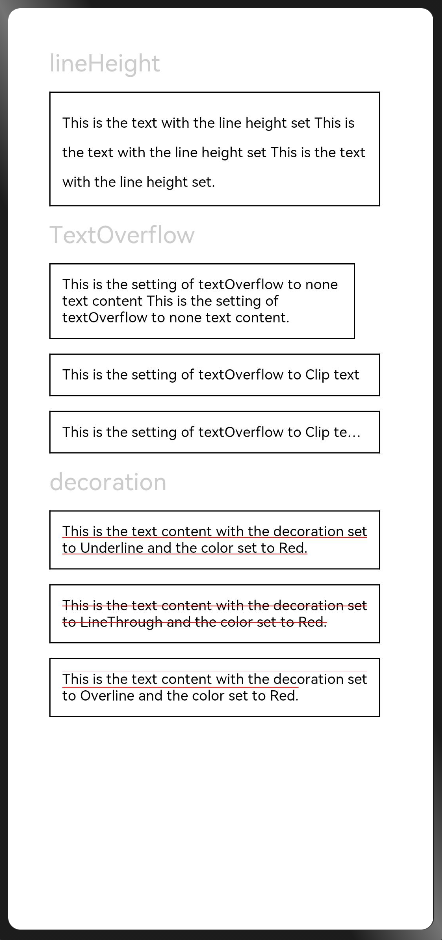 lineHeight
This is the text with the line height set This is
the text with the line height set This is the text
with the line height set.
TextOverflow
This is the setting of textOverflow to none
text content This is the setting of
textOverflow to none text content.
This is the setting of textOverflow to Clip text
This is the setting of textOverflow to Clip te...
decoration
This is the text content with the decoration set
to Underline and the color set to Red.
This is the text content with the decoration set
to LineThrough and the color set to Red.
This is the text content with the decoration set
to Overline and the color set to Red.